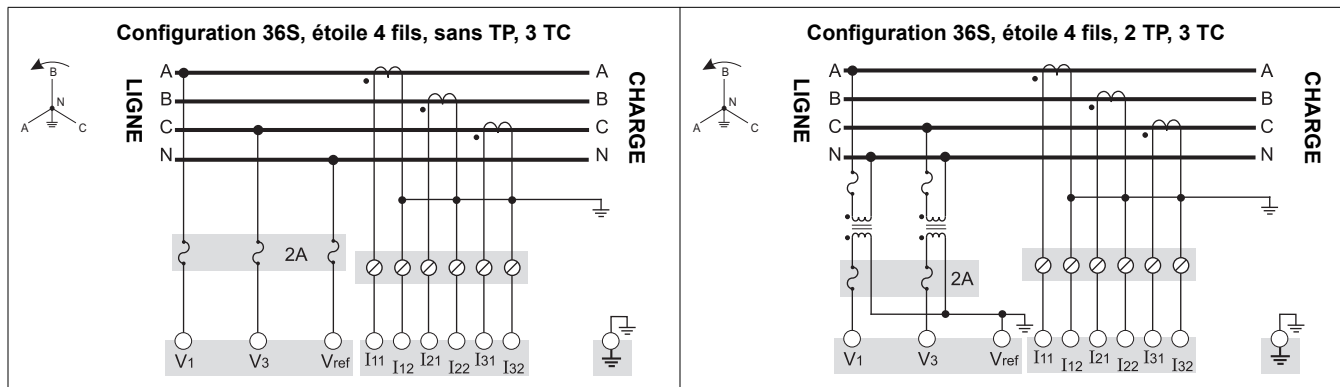 Configuration 36S, étoile 4 fils, sans TP, 3 TC
B
N
A
C
LIGNE
A
B
C
N
A
B
C
N
CHARGE
2A
V1
V3
Vref
I11
I12
I21
I22
I31
I32
Configuration 36S, étoile 4 fils, 2 TP, 3 TC
B
N
A
C
LIGNE
A
B
C
N
A
B
C
N
CHARGE
2A
V1
V3
Vref
I11
I12
I21
I22
I31
I32